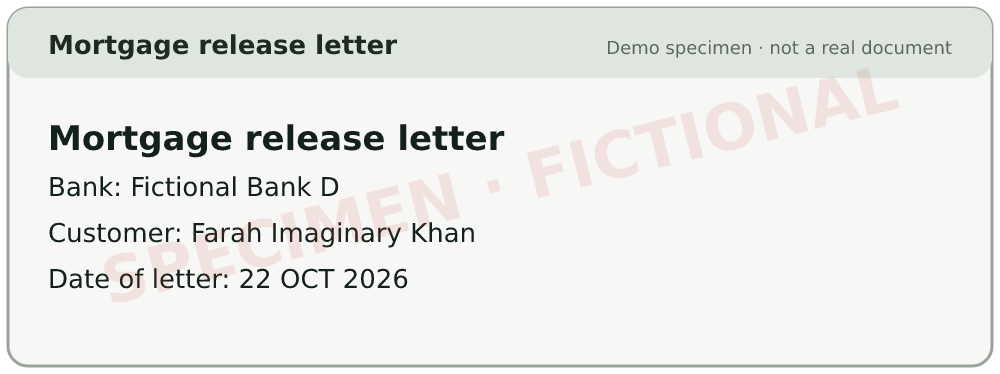 Mortgage release letter
Demo specimen · not a real document
Mortgage release letter
Bank: Fictional Bank D
Customer: Farah Imaginary Khan
Date of letter: 22 OCT 2026
SPECIMEN · FICTIONAL